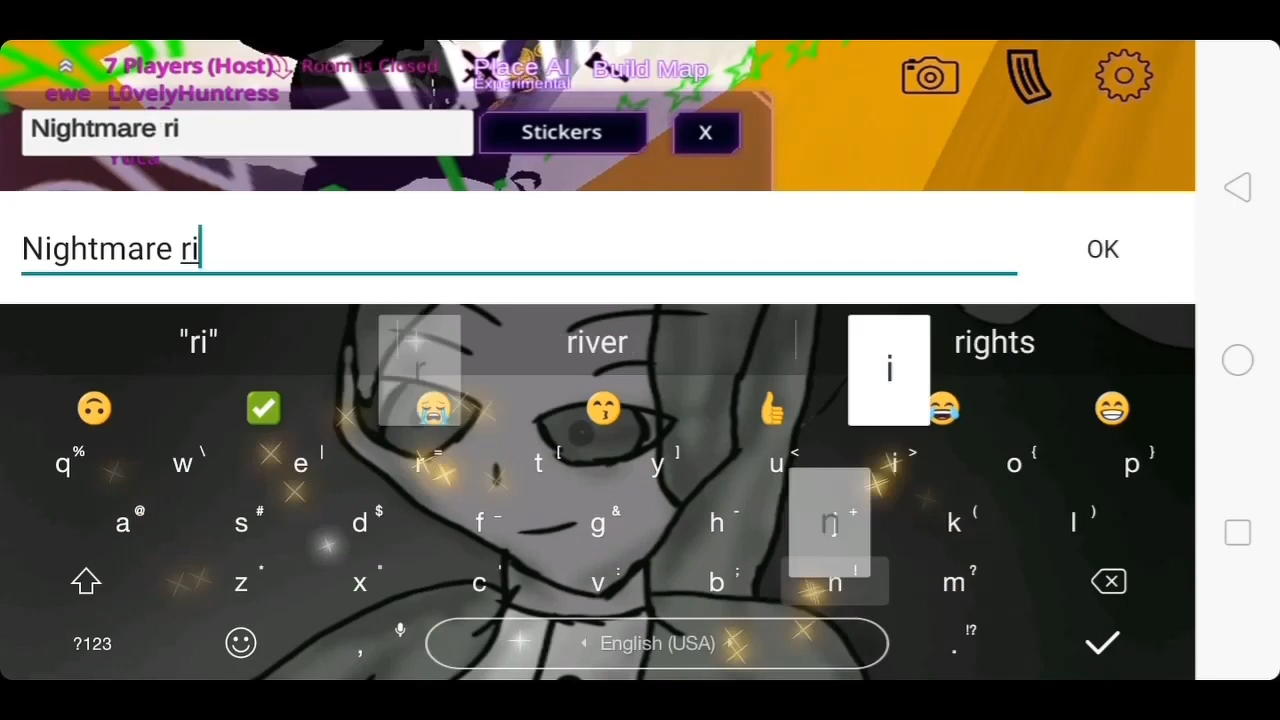 7 Players (Host) Room is Closed Place AI Build Map
Experimental
ewe L0velyHuntress
Nightmare ri Stickers X
Yuca
Nightmare ri OK
"ri" river rights
r i
q% w\ e| r= t[ y] u< i> o{ p}
a@ s# d$ f- g& h- j+ k( l)
n
z* x" c' v: b; n! m?
?123 , English (USA) . !?